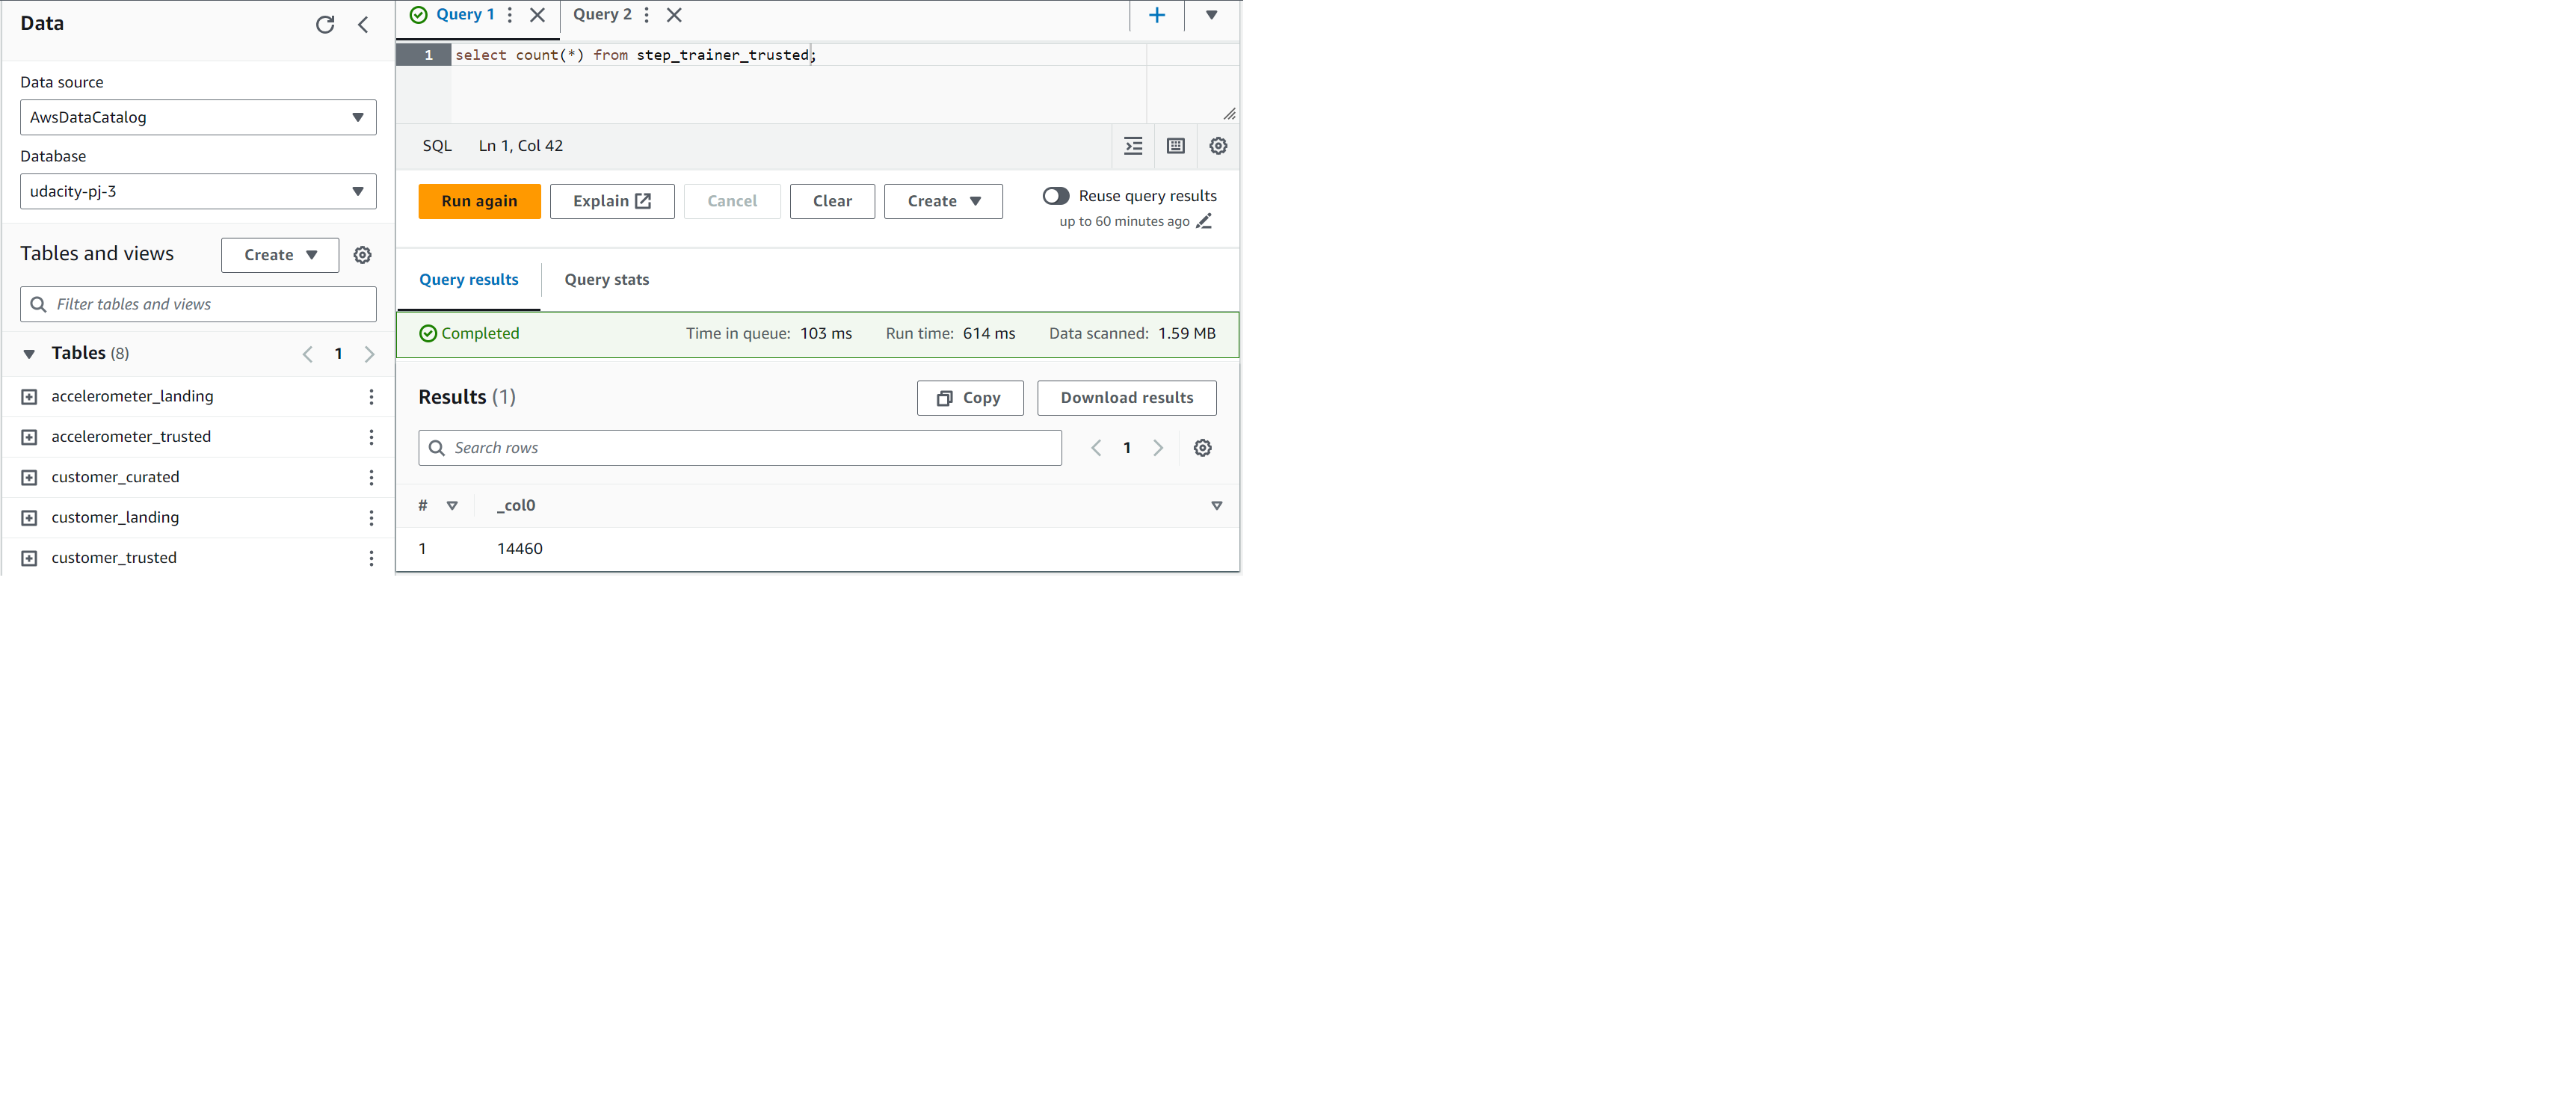 Data
Data source
AwsDataCatalog
Database
udacity-pj-3
Tables and views
Create
Filter tables and views
Tables (8)
1
accelerometer_landing
accelerometer_trusted
customer_curated
customer_landing
customer_trusted
Query 1
Query 2
1 select count(*) from step_trainer_trusted;
SQL Ln 1, Col 42
Run again Explain Cancel Clear Create
Reuse query results
up to 60 minutes ago
Query results Query stats
Completed Time in queue: 103 ms Run time: 614 ms Data scanned: 1.59 MB
Results (1) Copy Download results
Search rows 1
# _col0
1 14460